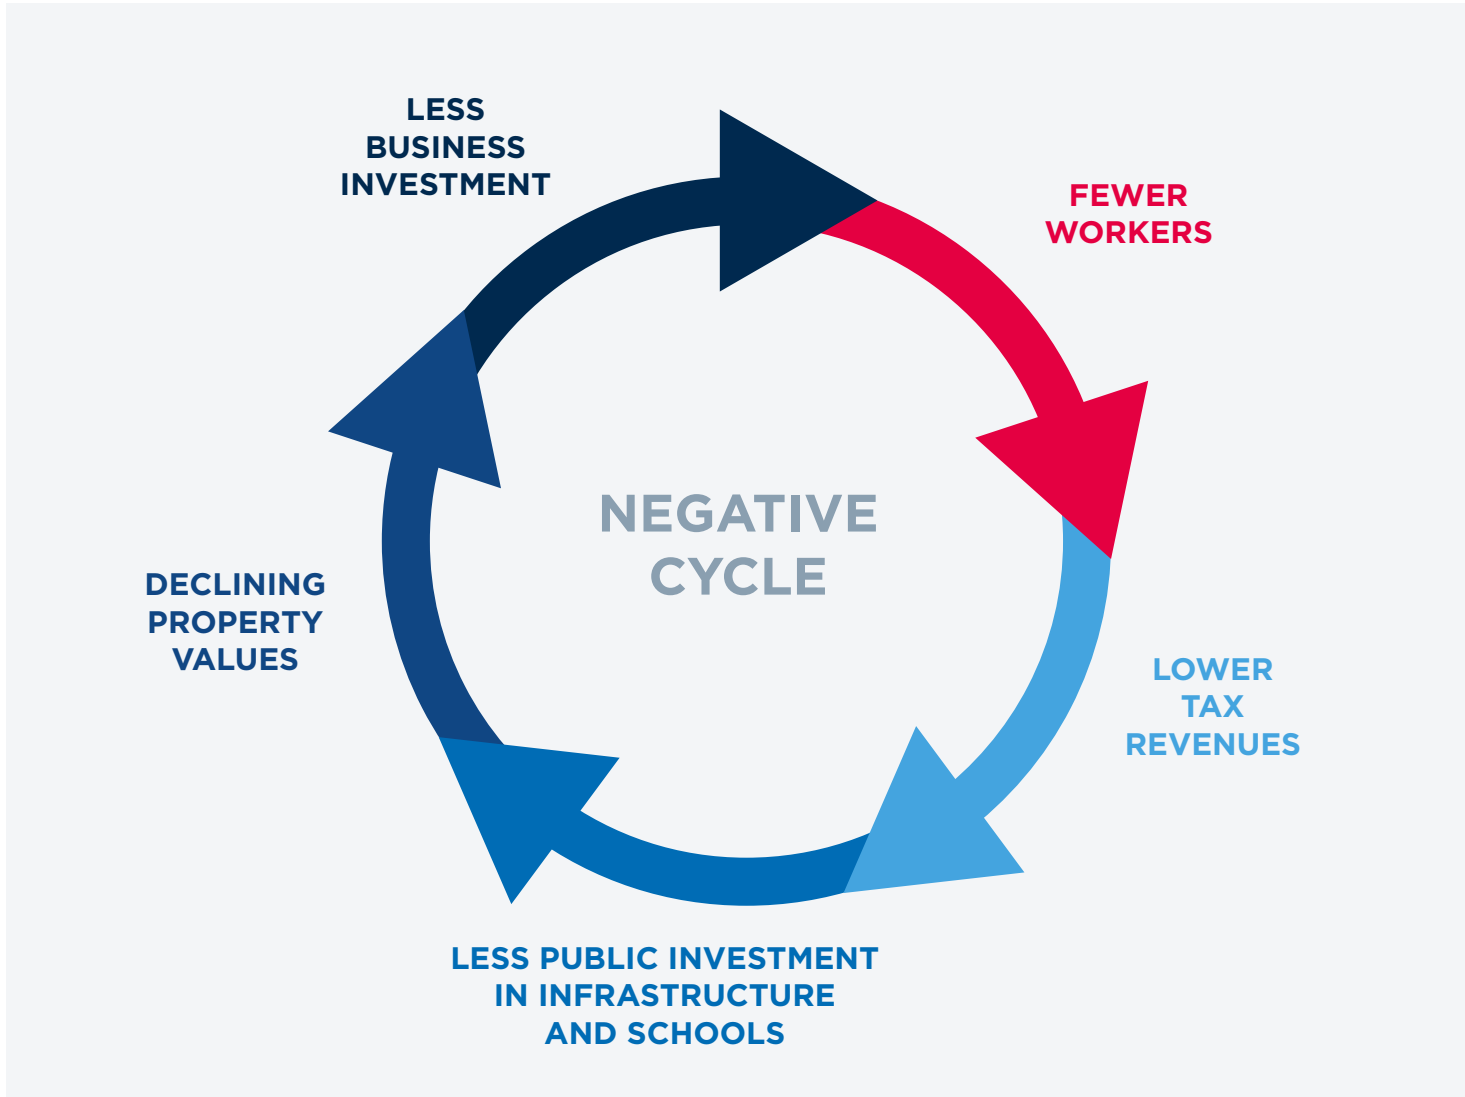 LESS
BUSINESS
INVESTMENT
FEWER
WORKERS
NEGATIVE
CYCLE
DECLINING
PROPERTY
VALUES
LOWER
TAX
REVENUES
LESS PUBLIC INVESTMENT
IN INFRASTRUCTURE
AND SCHOOLS